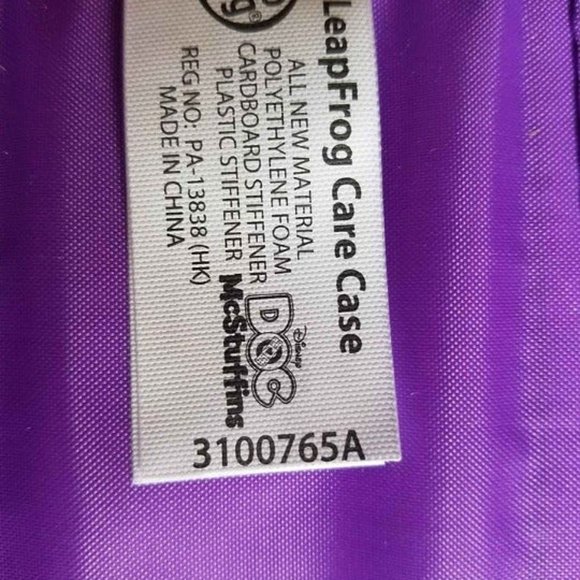 LeapFrog Care Case
ALL NEW MATERIAL
POLYETHYLENE FOAM
CARDBOARD STIFFENER
PLASTIC STIFFENER
REG NO: PA-13838 (HK)
MADE IN CHINA
Disney
DOC
McStuffins
3100765A